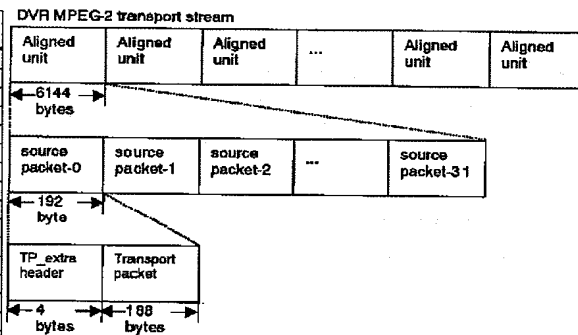 DVR MPEG-2 transport stream
Aligned unit Aligned unit Aligned unit ... Aligned unit Aligned unit
6144 bytes
source packet-0 source packet-1 source packet-2 ... source packet-31
192 byte
TP_extra header Transport packet
4 bytes 188 bytes